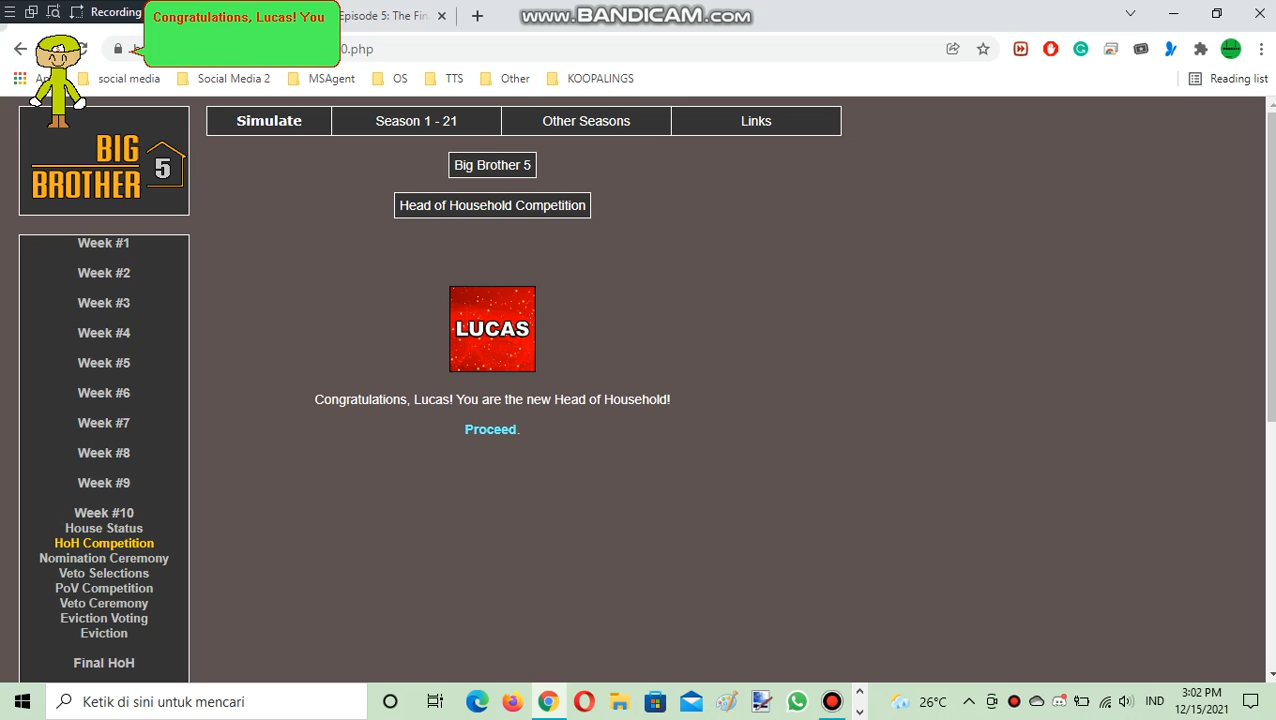 Recording
Congratulations, Lucas! You
Episode 5: The Fin
www.BANDICAM.com
0.php
social media
Social Media 2
MSAgent
OS
TTS
Other
KOOPALINGS
Reading list
BIG
BROTHER
5
Simulate
Season 1 - 21
Other Seasons
Links
Big Brother 5
Head of Household Competition
LUCAS
Congratulations, Lucas! You are the new Head of Household!
Proceed.
Week #1
Week #2
Week #3
Week #4
Week #5
Week #6
Week #7
Week #8
Week #9
Week #10
House Status
HoH Competition
Nomination Ceremony
Veto Selections
PoV Competition
Veto Ceremony
Eviction Voting
Eviction
Final HoH
Ketik di sini untuk mencari
26°C
IND
3:02 PM
12/15/2021